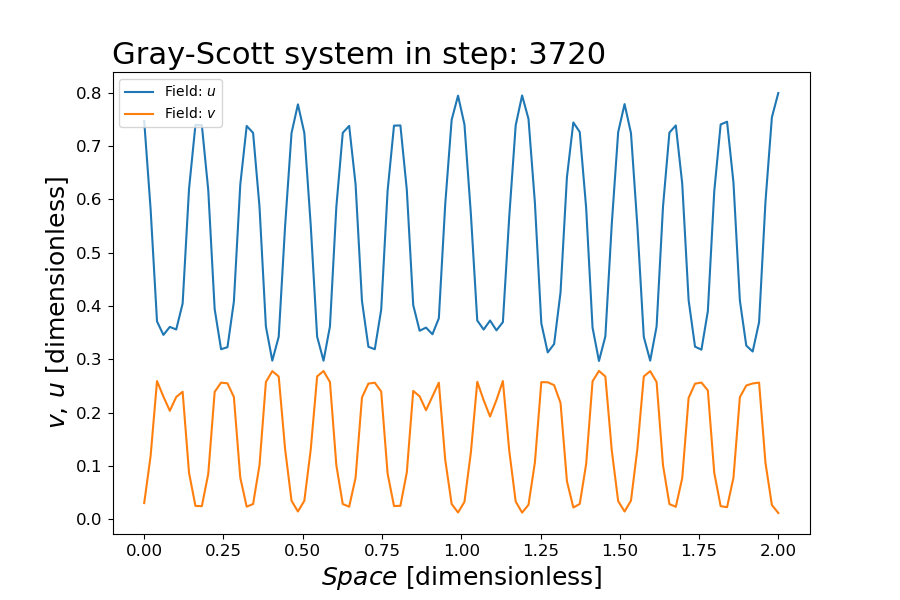 Gray-Scott system in step: 3720
Field: u
Field: v
v, u [dimensionless]
0.8
0.7
0.6
0.5
0.4
0.3
0.2
0.1
0.0
0.00 0.25 0.50 0.75 1.00 1.25 1.50 1.75 2.00
Space [dimensionless]